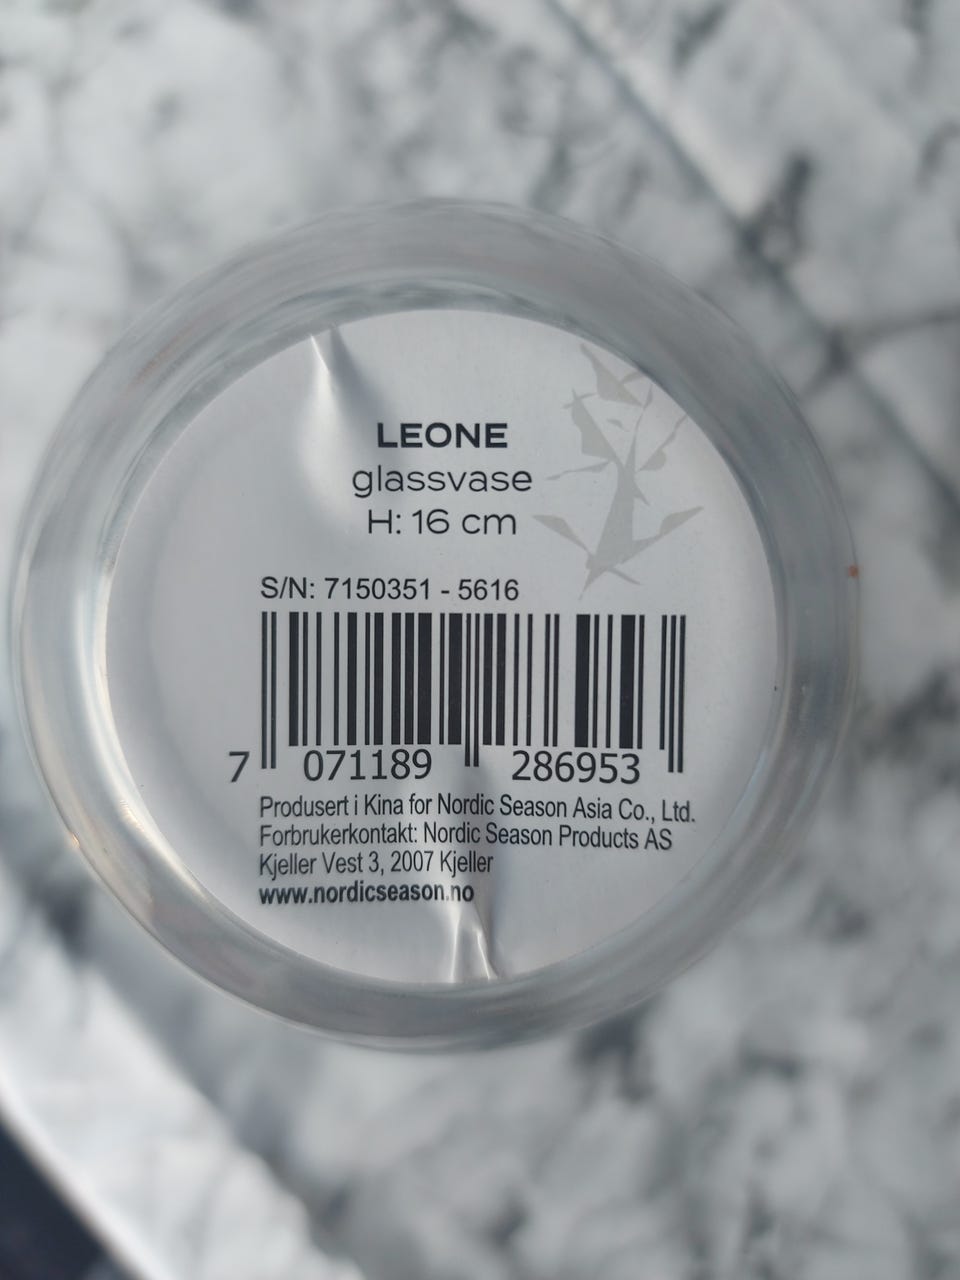 LEONE
glassvase
H: 16 cm
S/N: 7150351 - 5616
7 071189 286953
Produsert i Kina for Nordic Season Asia Co., Ltd.
Forbrukerkontakt: Nordic Season Products AS
Kjeller Vest 3, 2007 Kjeller
www.nordicseason.no